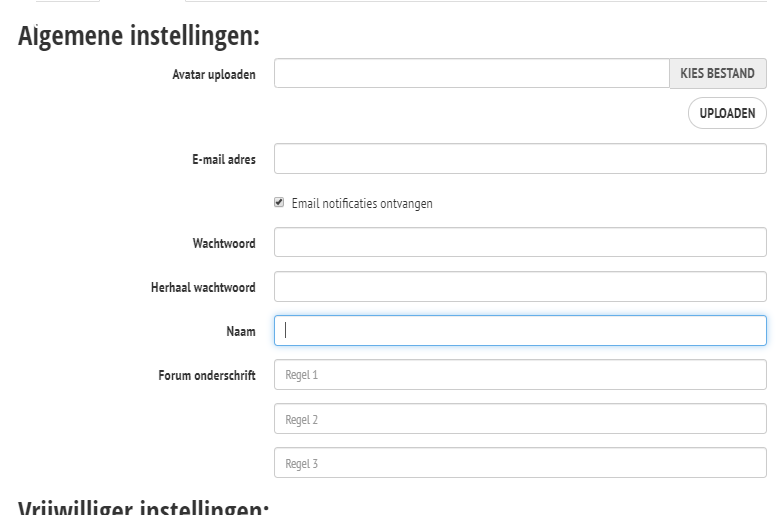 Algemene instellingen:
Avatar uploaden KIES BESTAND
UPLOADEN
E-mail adres
Email notificaties ontvangen
Wachtwoord
Herhaal wachtwoord
Naam
Forum onderschrift Regel 1
Regel 2
Regel 3
Vrijwilliger instellingen: